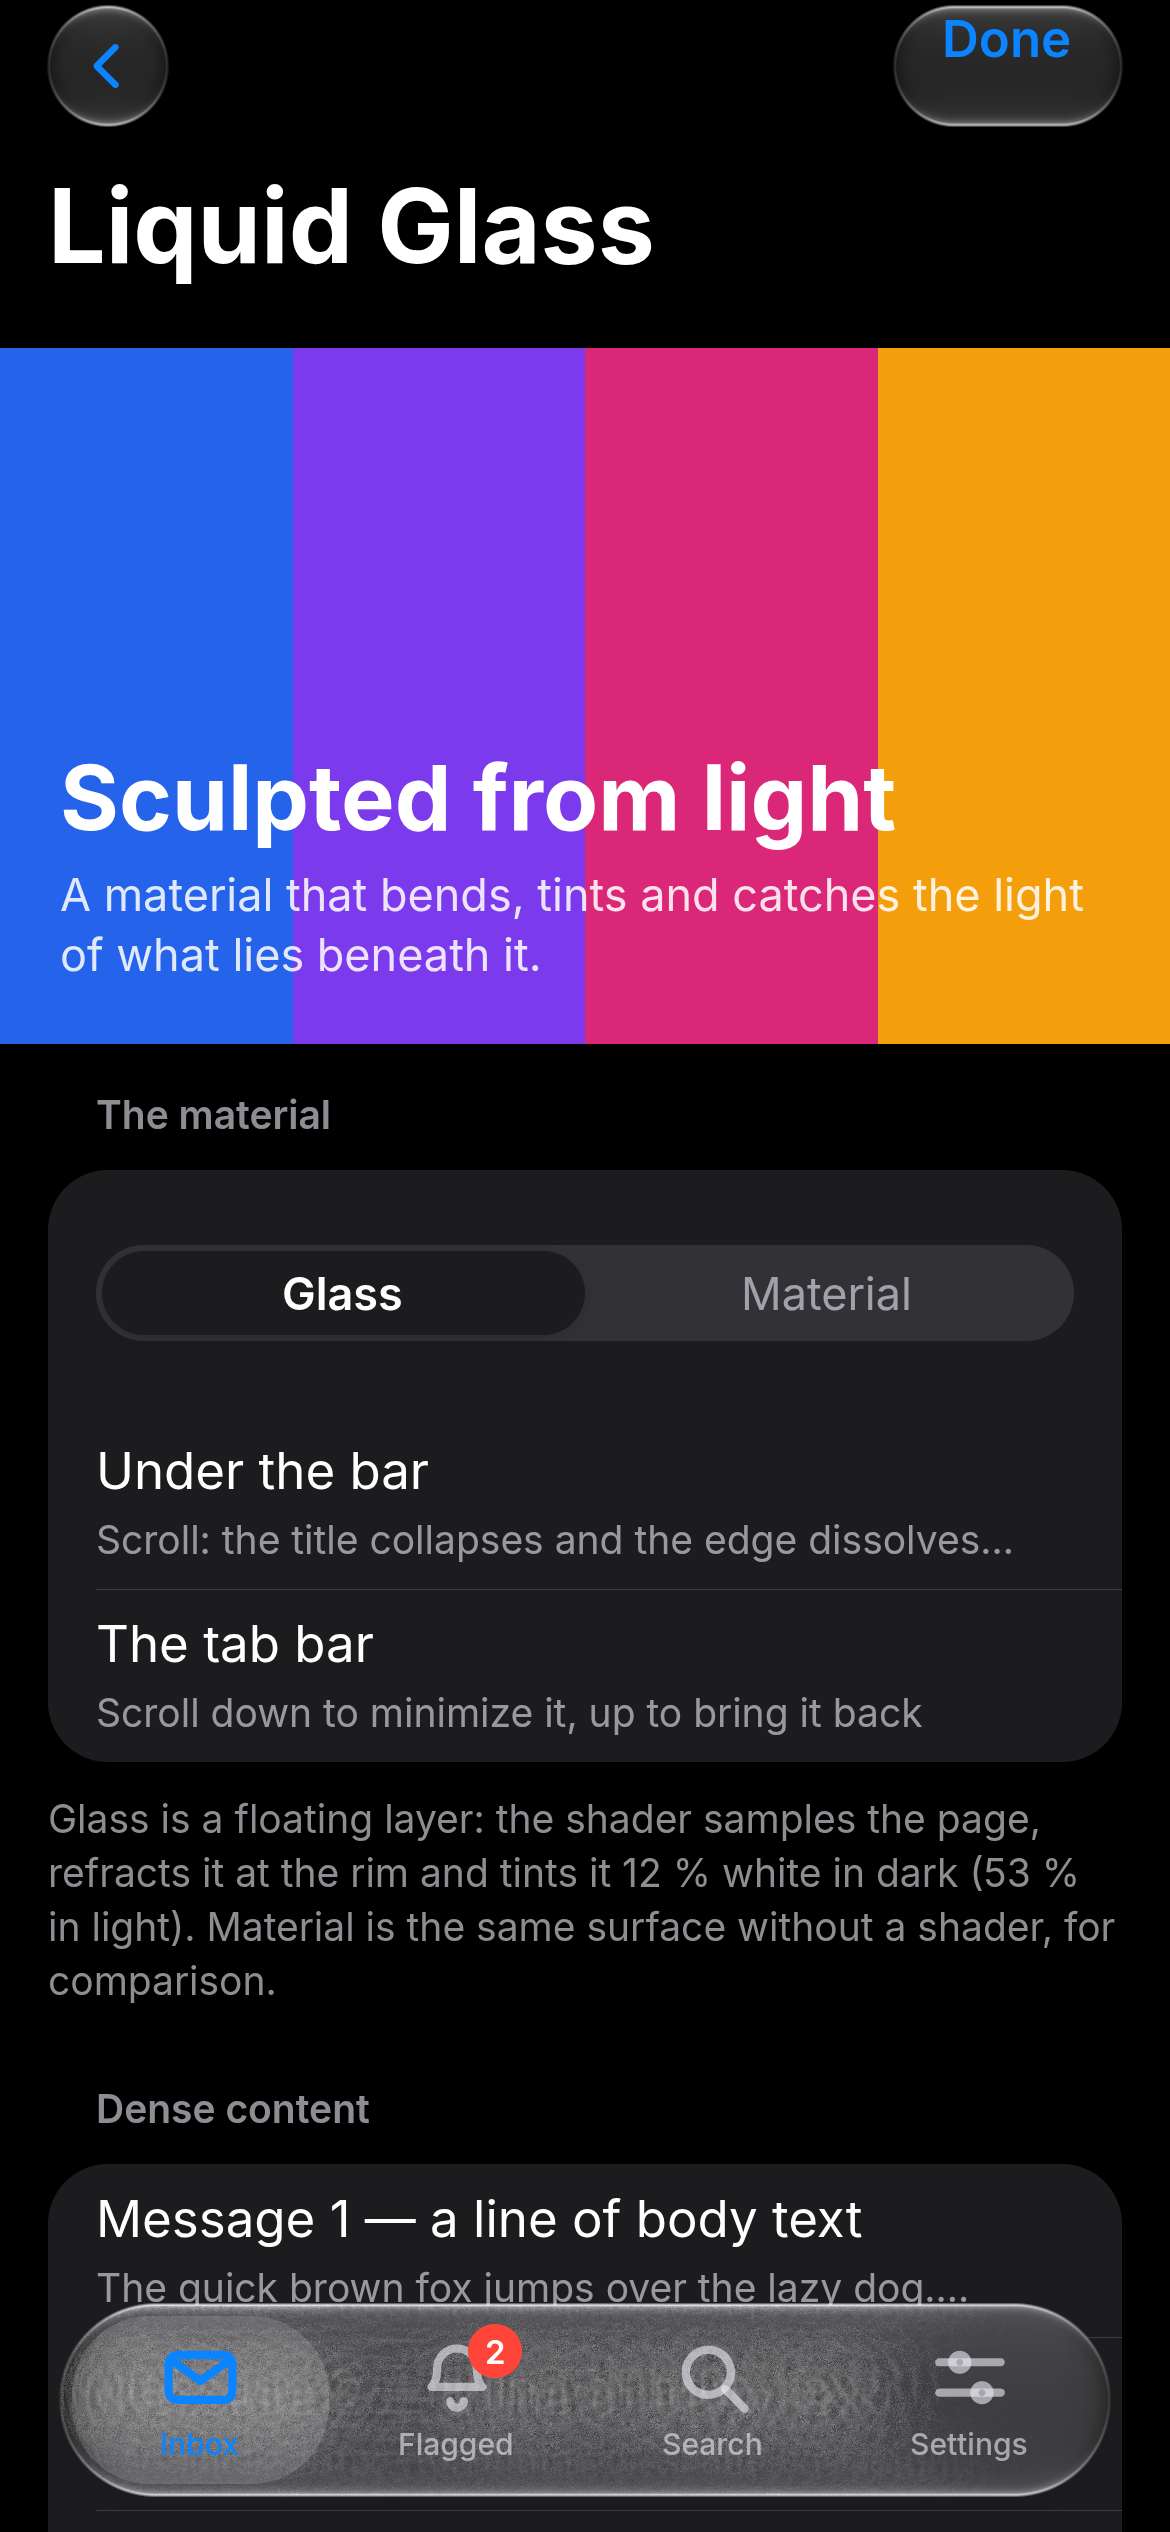 Done
Liquid Glass
Sculpted from light
A material that bends, tints and catches the light
of what lies beneath it.
The material
Glass
Material
Under the bar
Scroll: the title collapses and the edge dissolves...
The tab bar
Scroll down to minimize it, up to bring it back
Glass is a floating layer: the shader samples the page,
refracts it at the rim and tints it 12 % white in dark (53 %
in light). Material is the same surface without a shader, for
comparison.
Dense content
Message 1 — a line of body text
The quick brown fox jumps over the lazy dog....
2
Inbox
Flagged
Search
Settings